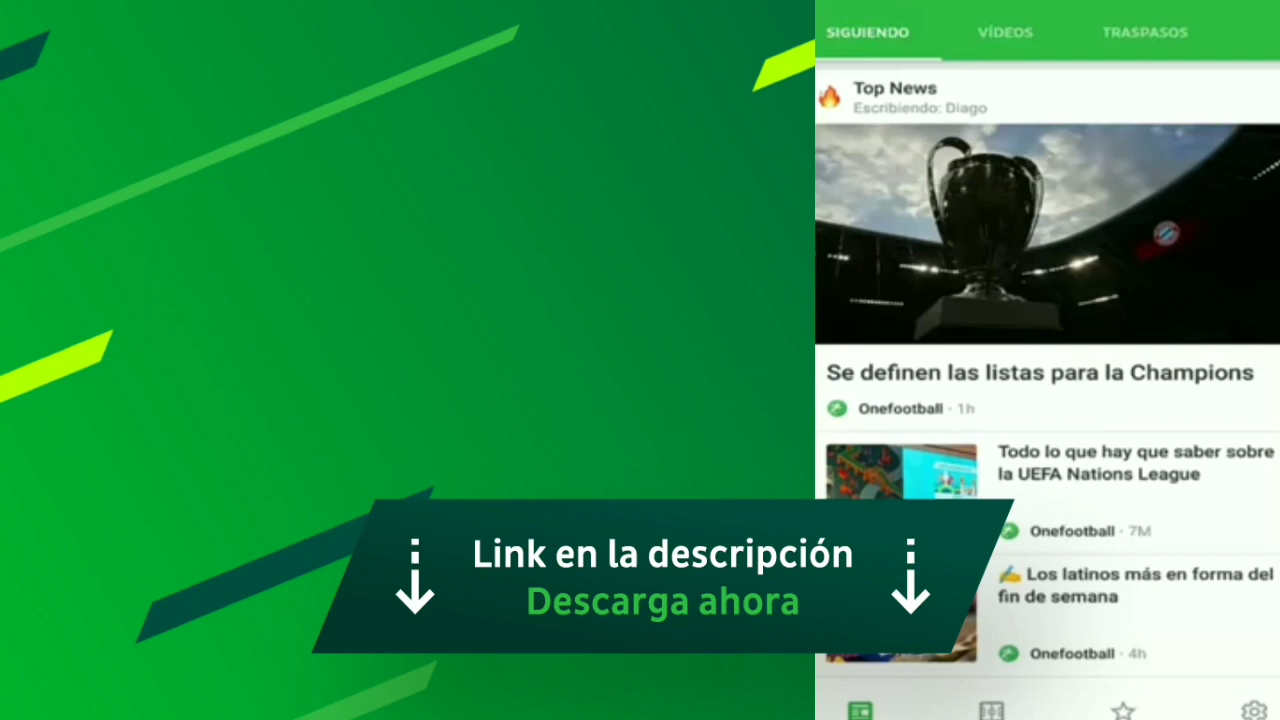 SIGUIENDO VÍDEOS TRASPASOS
Top News
Escribiendo: Diago
Se definen las listas para la Champions
Onefootball · 1h
Todo lo que hay que saber sobre
la UEFA Nations League
Onefootball · 7M
✍️ Los latinos más en forma del
fin de semana
Onefootball · 4h
Link en la descripción
Descarga ahora